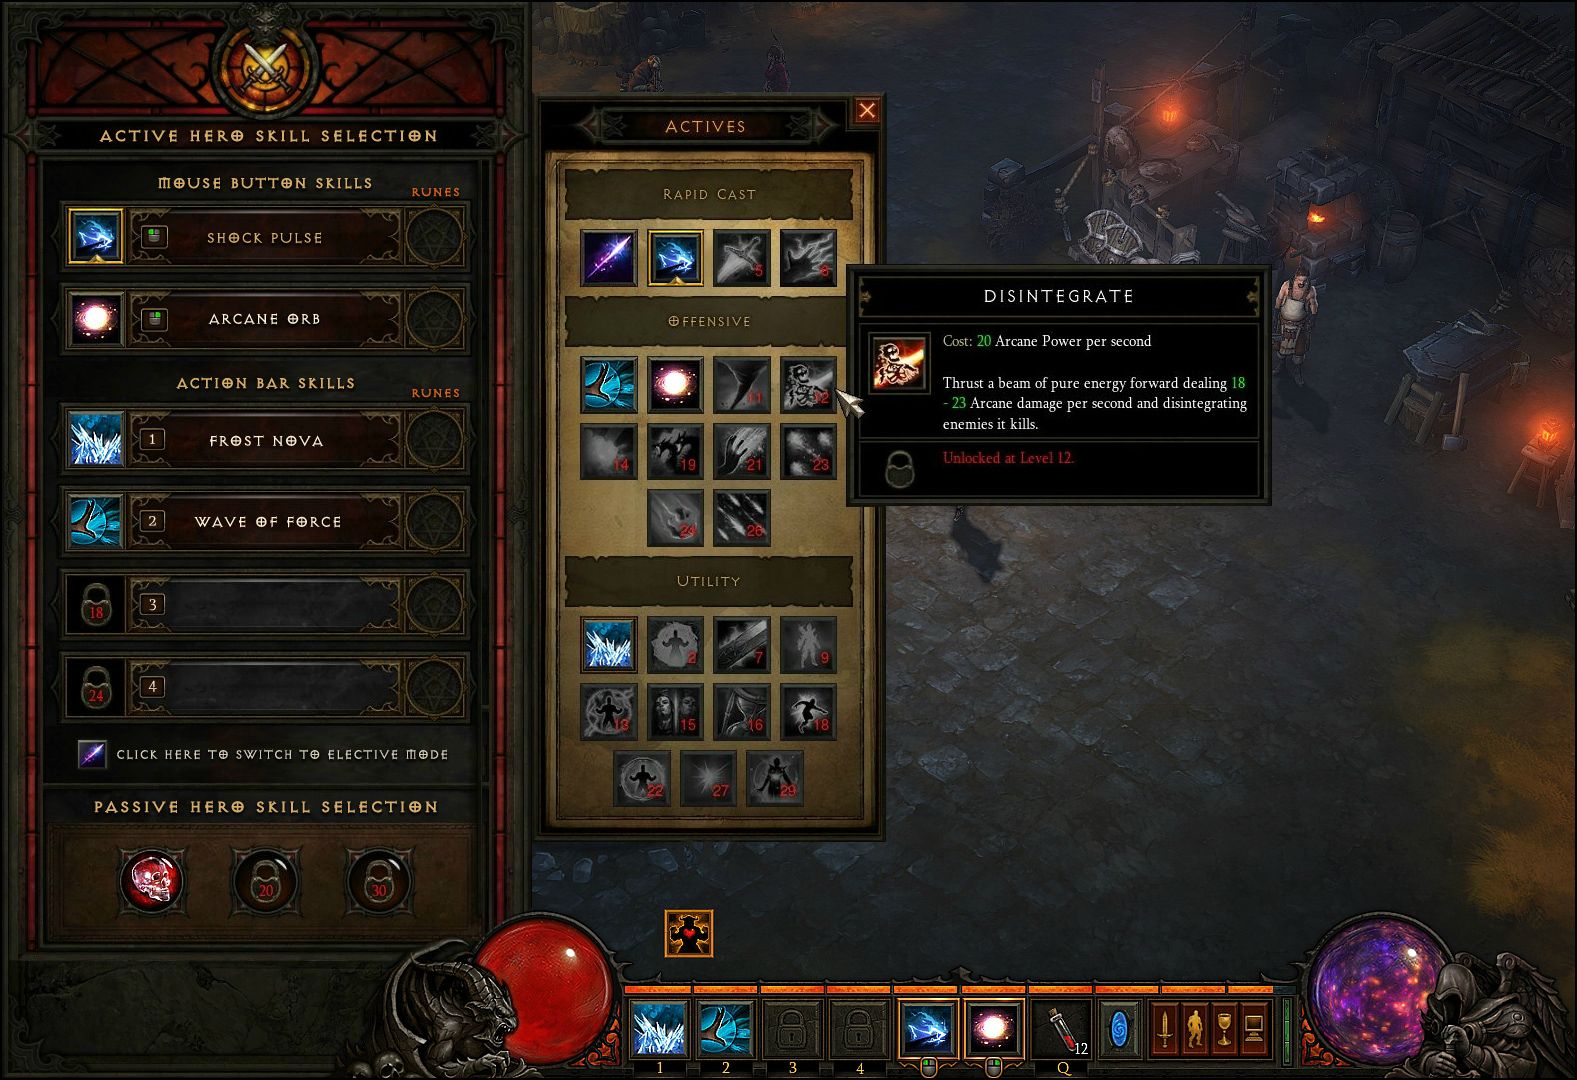 ACTIVE HERO SKILL SELECTION
MOUSE BUTTON SKILLS
RUNES
SHOCK PULSE
ARCANE ORB
ACTION BAR SKILLS
RUNES
1
FROST NOVA
2
WAVE OF FORCE
18
3
24
4
CLICK HERE TO SWITCH TO ELECTIVE MODE
PASSIVE HERO SKILL SELECTION
20
30
ACTIVES
RAPID CAST
5
8
OFFENSIVE
11
12
14
19
21
23
24
26
UTILITY
2
7
9
13
15
16
18
22
27
29
DISINTEGRATE
Cost: 20 Arcane Power per second
Thrust a beam of pure energy forward dealing 18
- 23 Arcane damage per second and disintegrating
enemies it kills.
Unlocked at Level 12.
12
1
2
3
4
Q